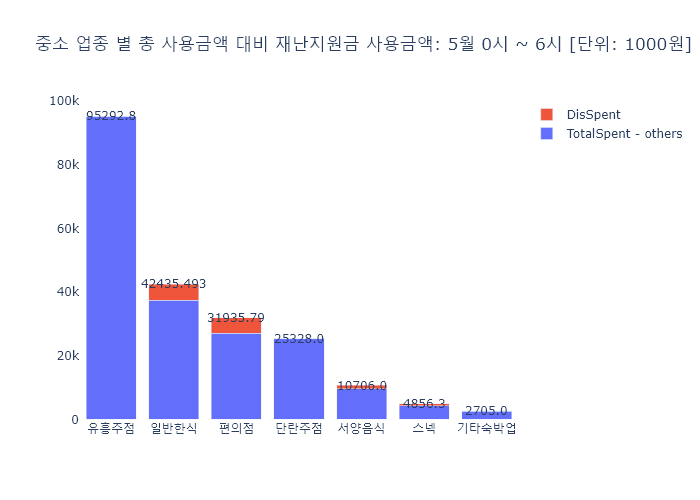 중소 업종 별 총 사용금액 대비 재난지원금 사용금액: 5월 0시 ~ 6시 [단위: 1000원]
100k
80k
60k
40k
20k
0
95292.8
42435.493
31935.79
25328.0
10706.0
4856.3
2705.0
유흥주점
일반한식
편의점
단란주점
서양음식
스넥
기타숙박업
DisSpent
TotalSpent - others